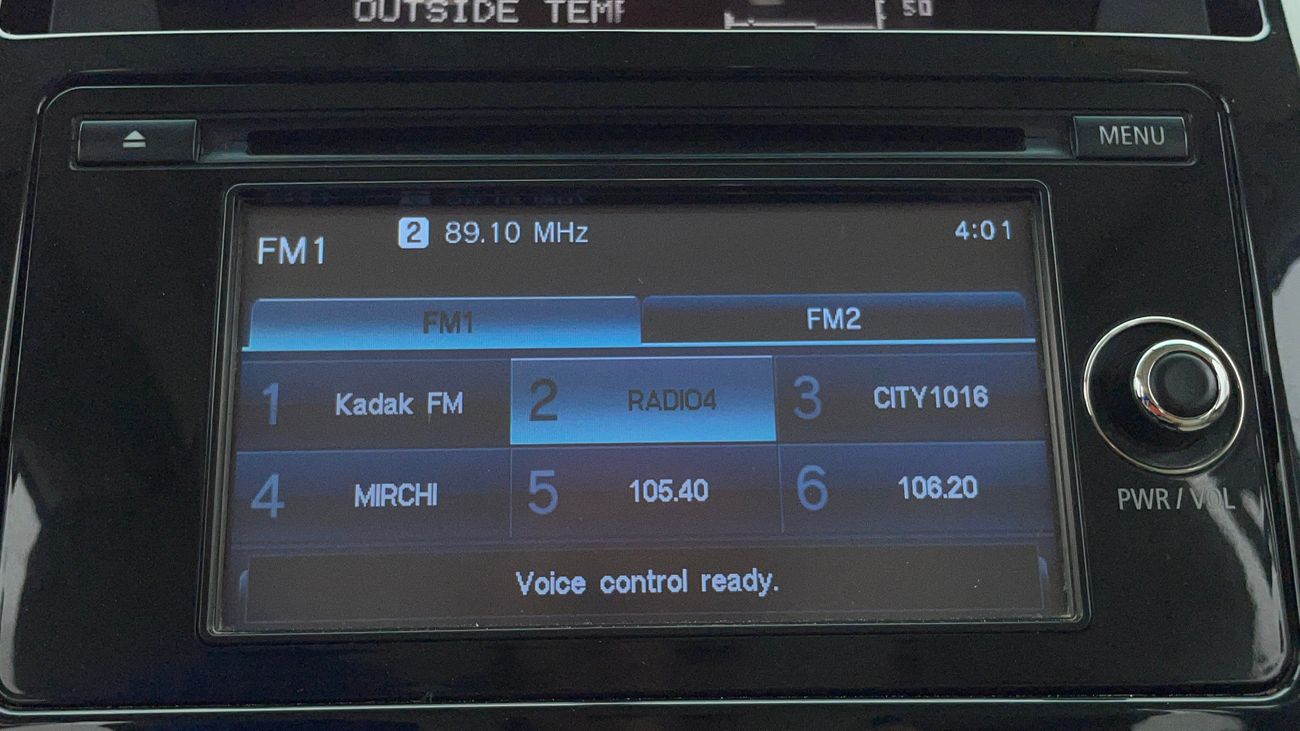 OUTSIDE TEMP
50
MENU
FM1
2 89.10 MHz
4:01
FM1
FM2
1 Kadak FM
2 RADIO4
3 CITY1016
4 MIRCHI
5 105.40
6 106.20
PWR / VOL
Voice control ready.